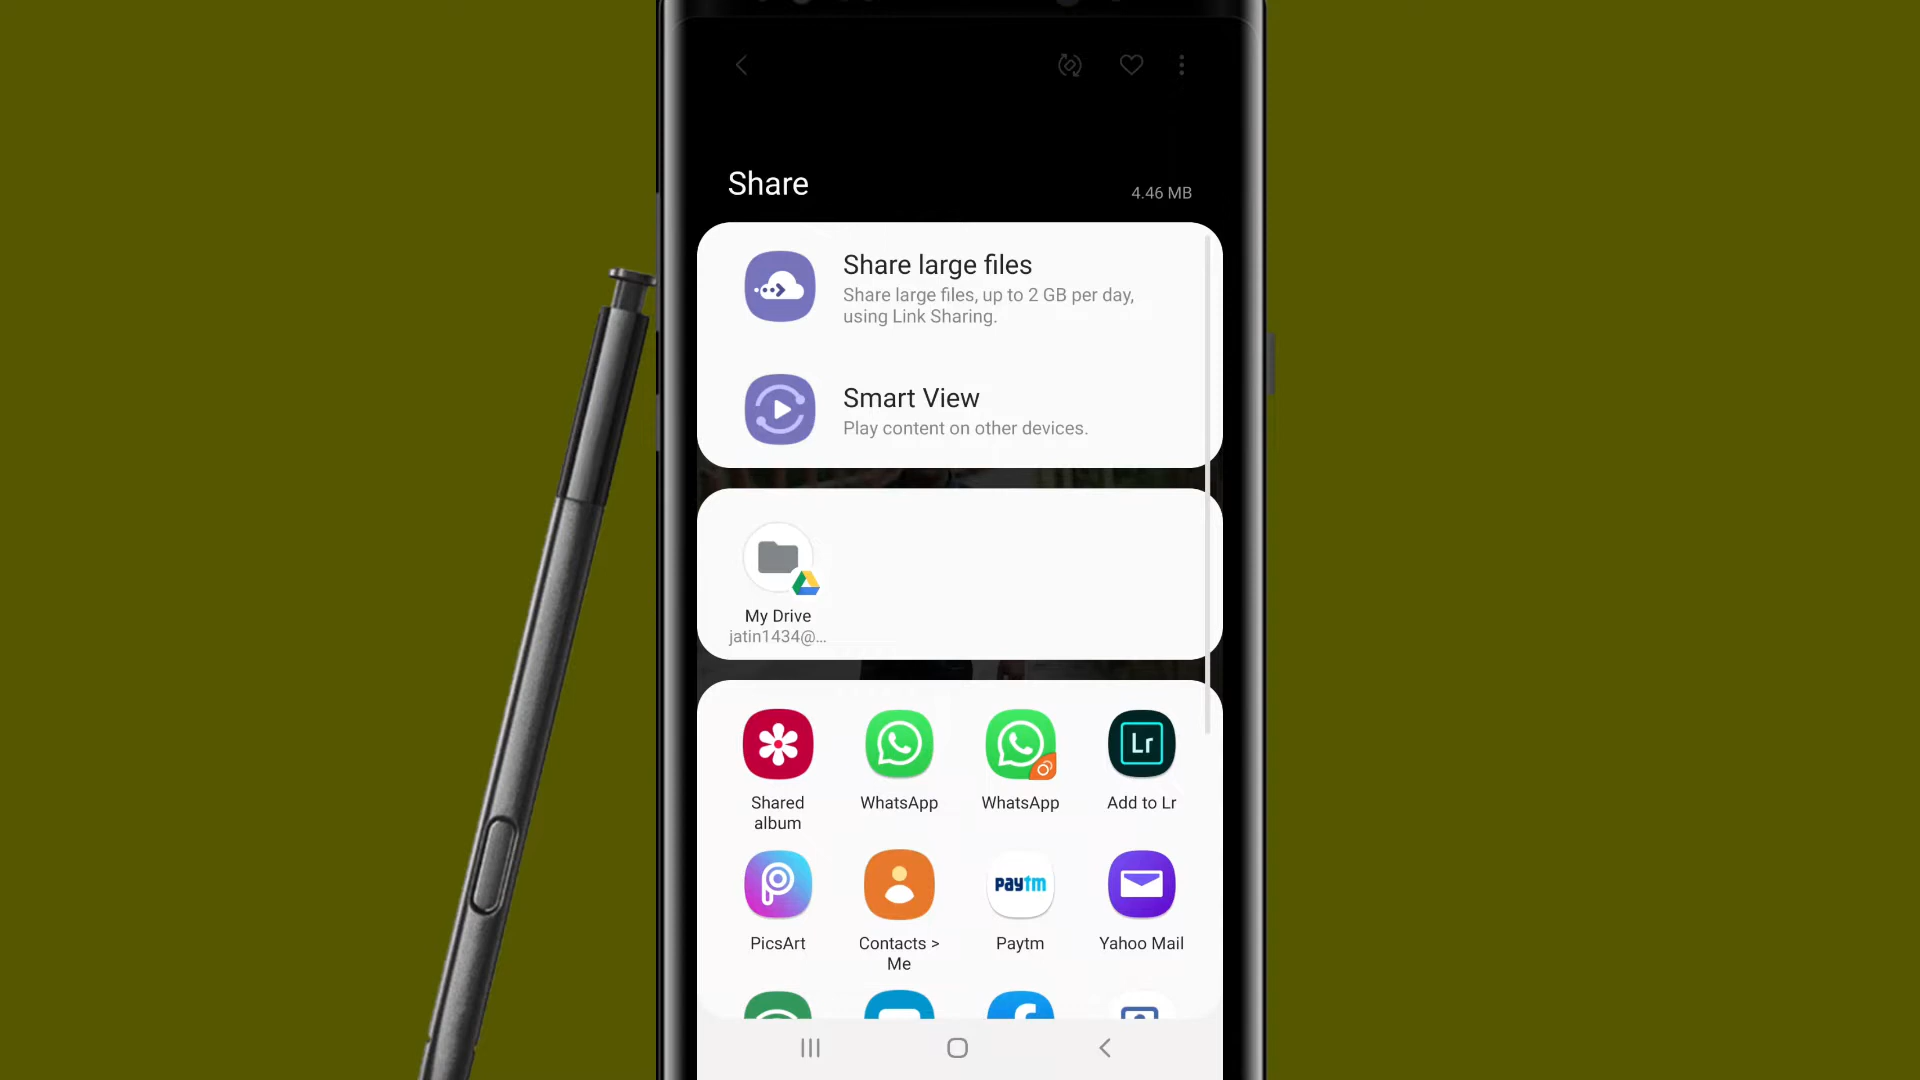 Share
4.46 MB
Share large files
Share large files, up to 2 GB per day,
using Link Sharing.
Smart View
Play content on other devices.
My Drive
jatin1434@...
Lr
Shared
album
WhatsApp
WhatsApp
Add to Lr
paytm
PicsArt
Contacts >
Me
Paytm
Yahoo Mail